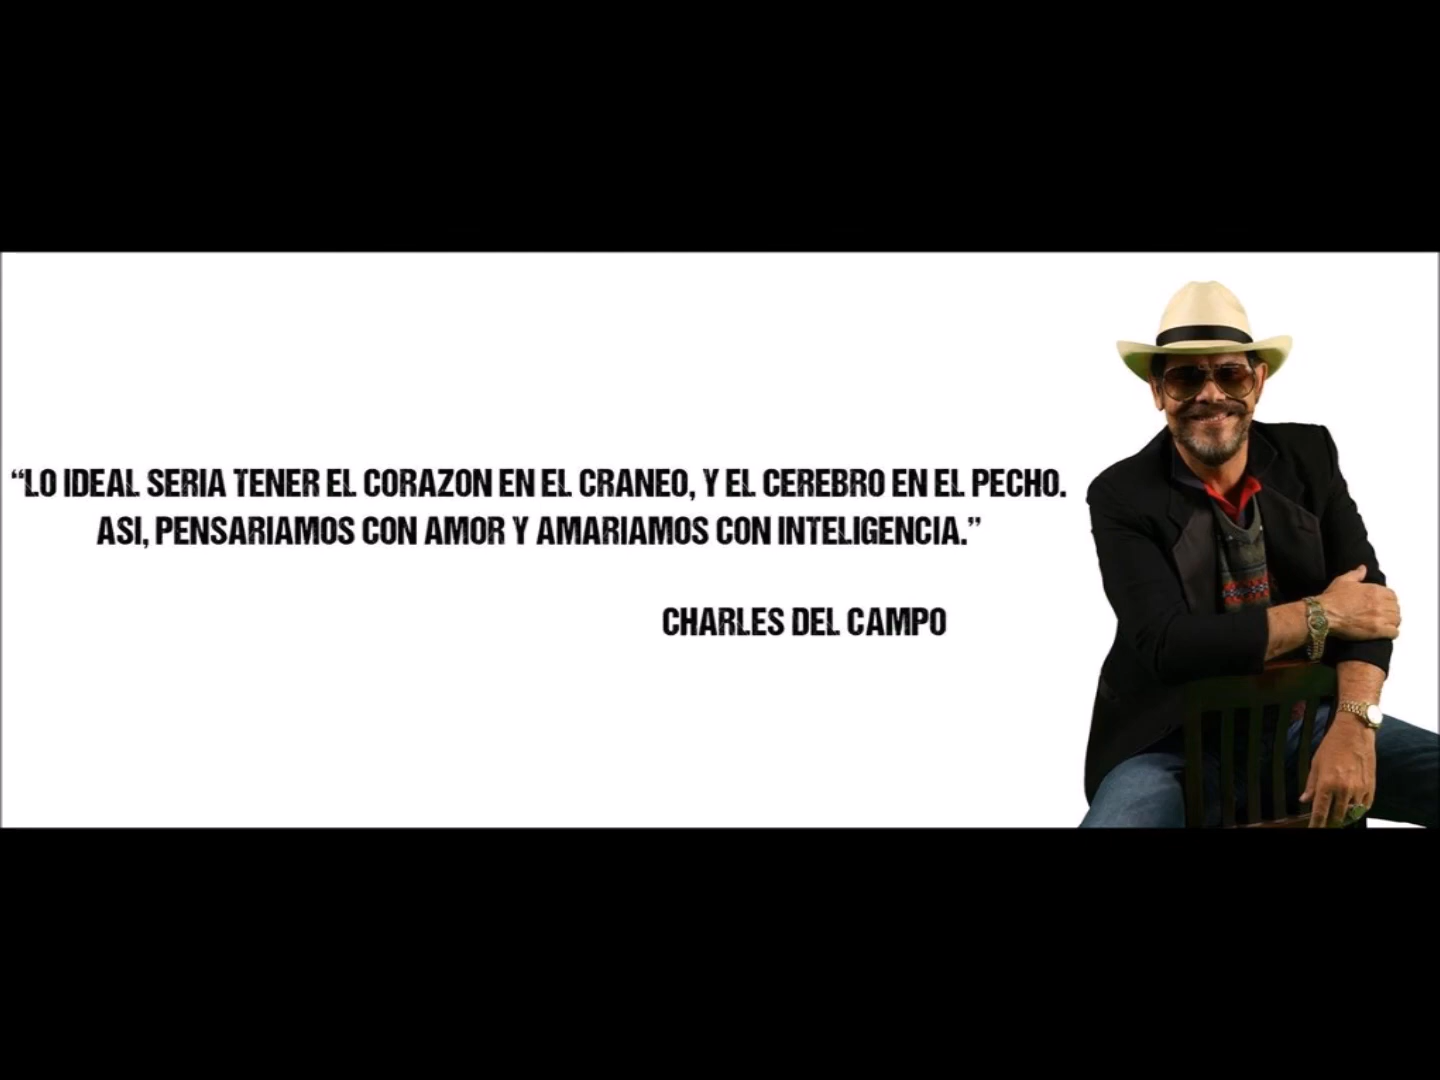 “LO IDEAL SERIA TENER EL CORAZON EN EL CRANEO, Y EL CEREBRO EN EL PECHO.
ASI, PENSARIAMOS CON AMOR Y AMARIAMOS CON INTELIGENCIA.”
CHARLES DEL CAMPO